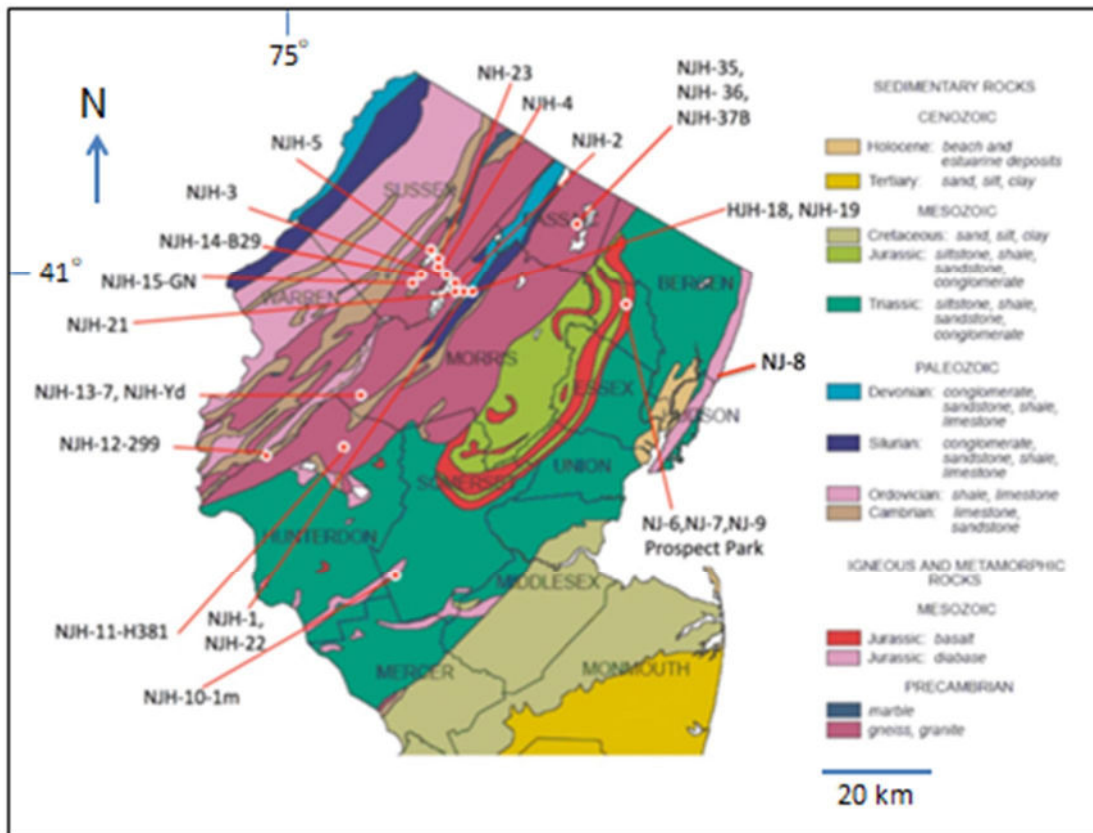 75°
N
41°
NH-23
NJH-4
NJH-5
NJH-35,
NJH- 36,
NJH-37B
NJH-2
NJH-3
HJH-18, NJH-19
NJH-14-B29
NJH-15-GN
NJH-21
NJ-8
NJH-13-7, NJH-Yd
NJH-12-299
NJ-6,NJ-7,NJ-9
Prospect Park
NJH-11-H381
NJH-1,
NJH-22
NJH-10-1m
SUSSEX
WARREN
BERGEN
MORRIS
ESSEX
UNION
SOMERSET
HUNTERDON
MIDDLESEX
MERCER
MONMOUTH
SEDIMENTARY ROCKS
CENOZOIC
Holocene: beach and
estuarine deposits
Tertiary: sand, silt, clay
MESOZOIC
Cretaceous: sand, silt, clay
Jurassic: siltstone, shale,
sandstone,
conglomerate
Triassic: siltstone, shale,
sandstone,
conglomerate
PALEOZOIC
Devonian: conglomerate,
sandstone, shale,
limestone
Silurian: conglomerate,
sandstone, shale,
limestone
Ordovician: shale, limestone
Cambrian: limestone,
sandstone
IGNEOUS AND METAMORPHIC
ROCKS
MESOZOIC
Jurassic: basalt
Jurassic: diabase
PRECAMBRIAN
marble
gneiss, granite
20 km